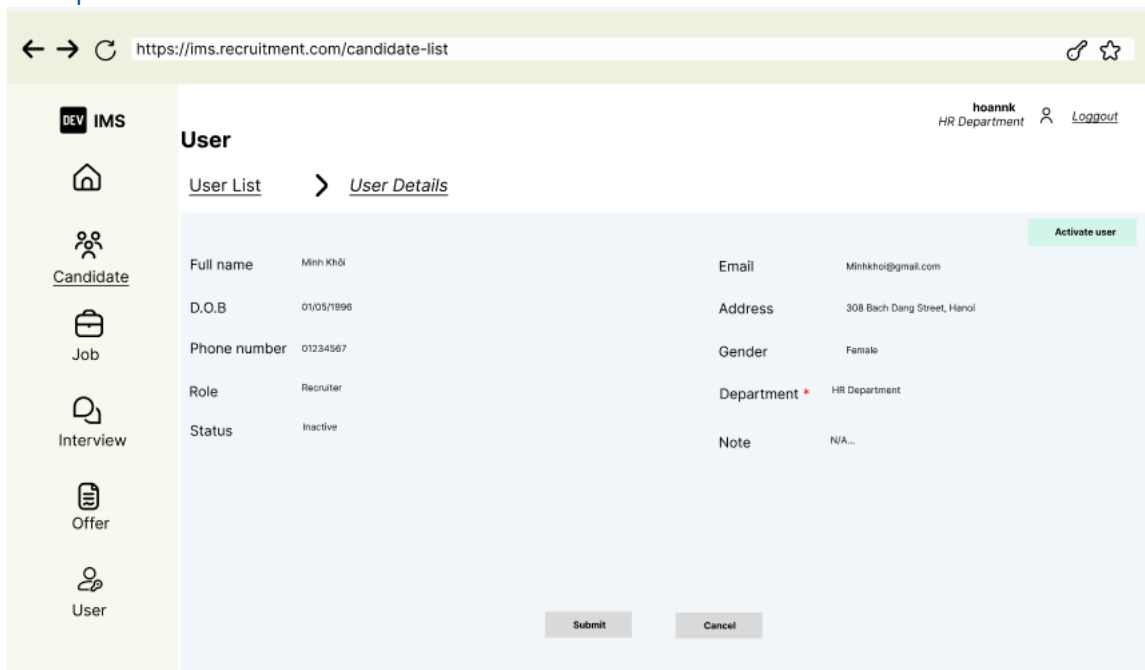 https://ims.recruitment.com/candidate-list
DEV IMS
hoannk
HR Department
Loggout
User
User List
User Details
Activate user
Candidate
Job
Interview
Offer
User
Full name Minh Khôi
D.O.B 01/05/1996
Phone number 01234567
Role Recruiter
Status Inactive
Email Minhkhoi@gmail.com
Address 308 Bach Dang Street, Hanoi
Gender Female
Department * HR Department
Note N/A...
Submit
Cancel